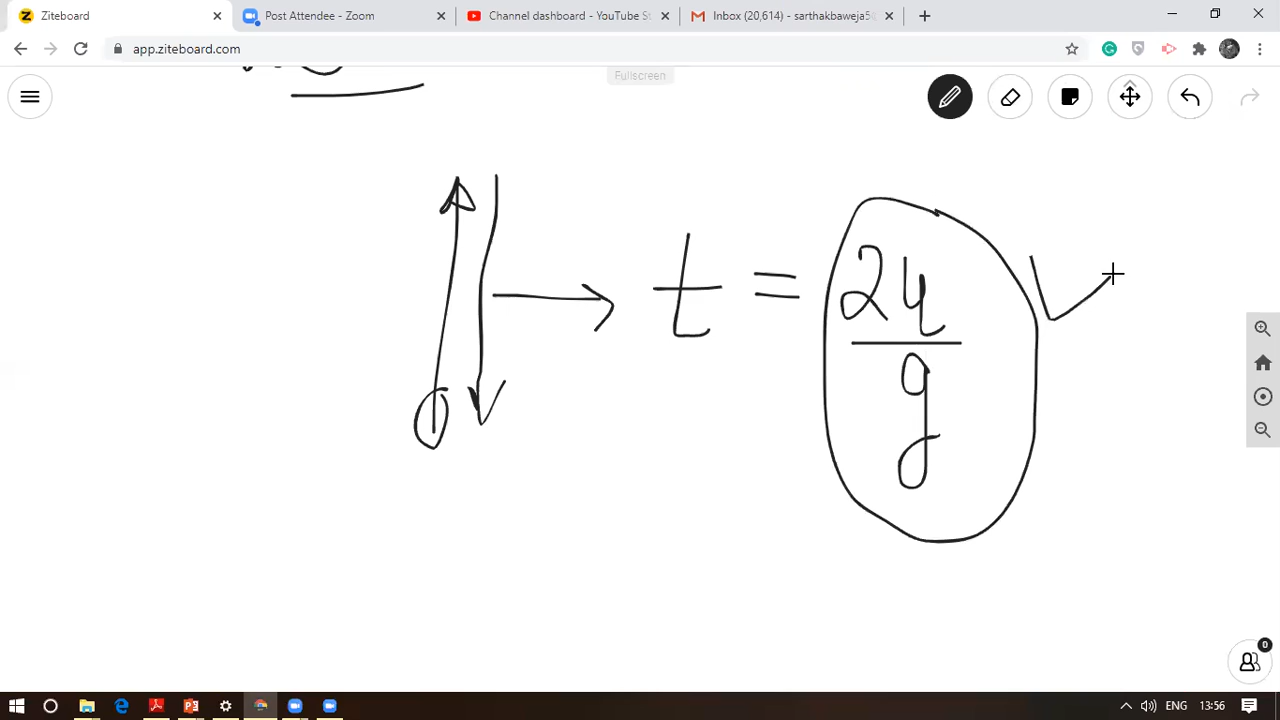 Ziteboard
Post Attendee - Zoom
Channel dashboard - YouTube St
Inbox (20,614) - sarthakbaweja5
app.ziteboard.com
Fullscreen
t = 2u
g
0
ENG 13:56